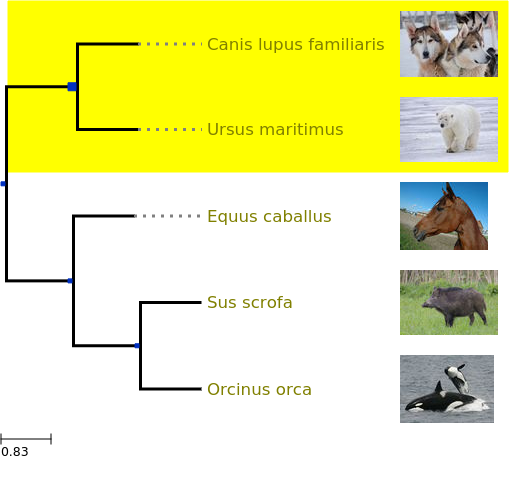 Canis lupus familiaris
Ursus maritimus
Equus caballus
Sus scrofa
Orcinus orca
0.83